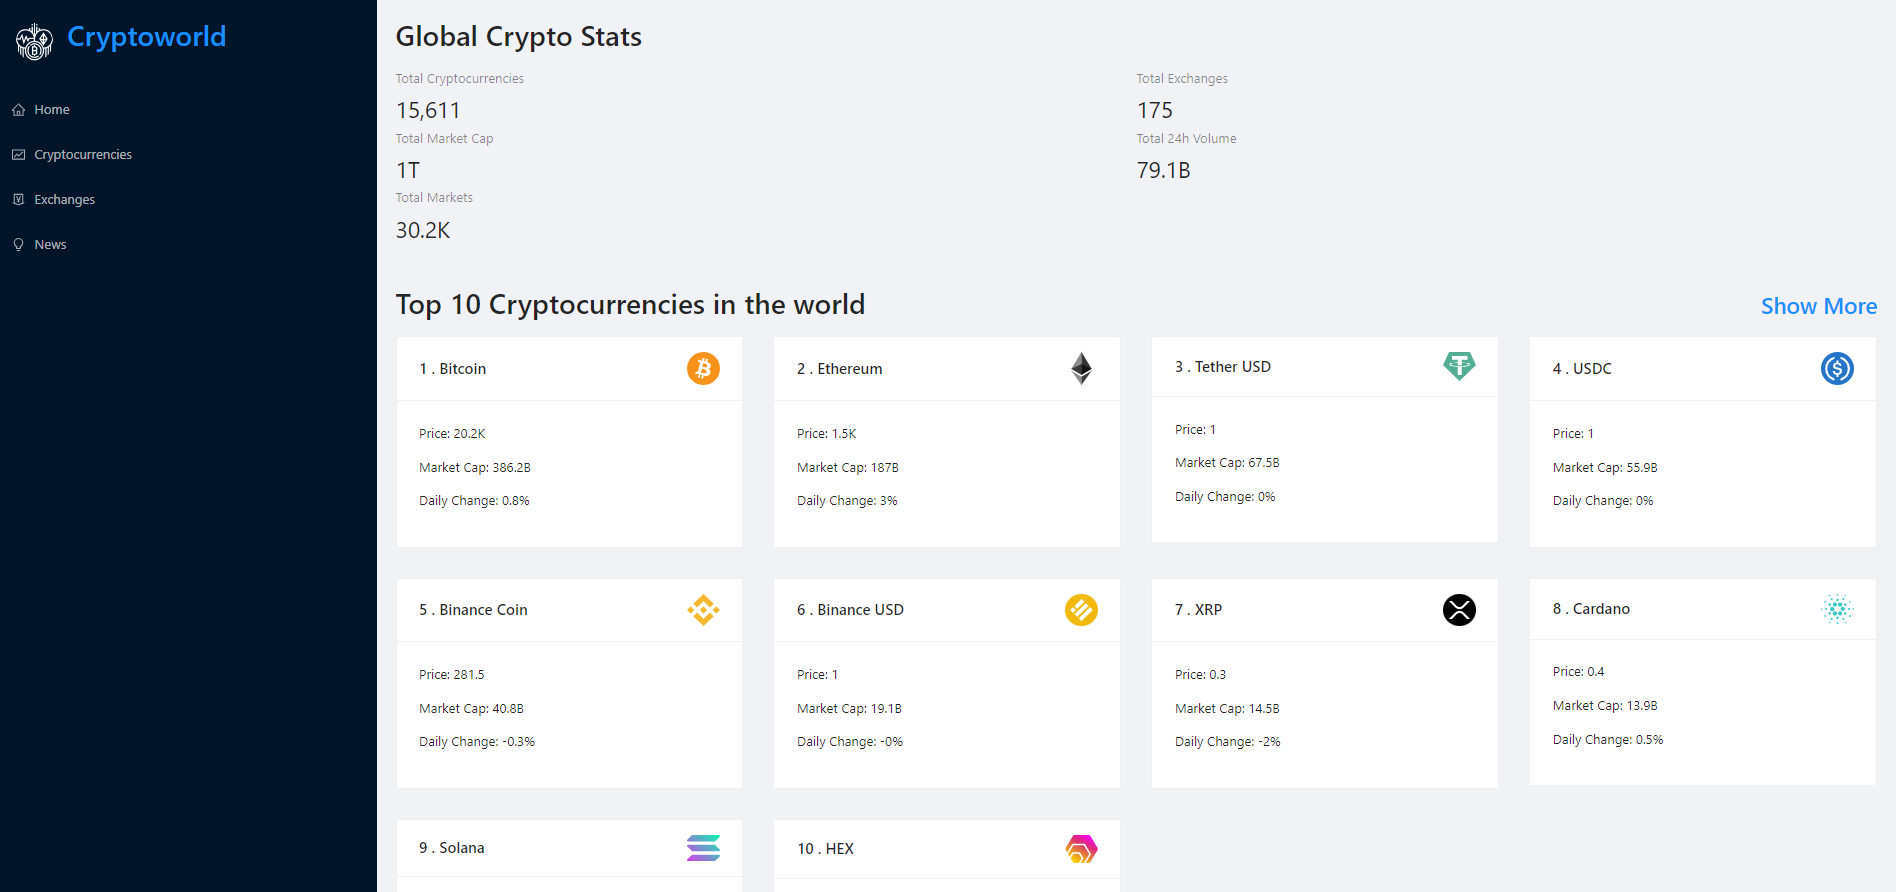 Cryptoworld
Home
Cryptocurrencies
Exchanges
News
Global Crypto Stats
Total Cryptocurrencies
15,611
Total Exchanges
175
Total Market Cap
1T
Total 24h Volume
79.1B
Total Markets
30.2K
Top 10 Cryptocurrencies in the world
Show More
1 . Bitcoin
Price: 20.2K
Market Cap: 386.2B
Daily Change: 0.8%
2 . Ethereum
Price: 1.5K
Market Cap: 187B
Daily Change: 3%
3 . Tether USD
Price: 1
Market Cap: 67.5B
Daily Change: 0%
4 . USDC
Price: 1
Market Cap: 55.9B
Daily Change: 0%
5 . Binance Coin
Price: 281.5
Market Cap: 40.8B
Daily Change: -0.3%
6 . Binance USD
Price: 1
Market Cap: 19.1B
Daily Change: -0%
7 . XRP
Price: 0.3
Market Cap: 14.5B
Daily Change: -2%
8 . Cardano
Price: 0.4
Market Cap: 13.9B
Daily Change: 0.5%
9 . Solana
10 . HEX